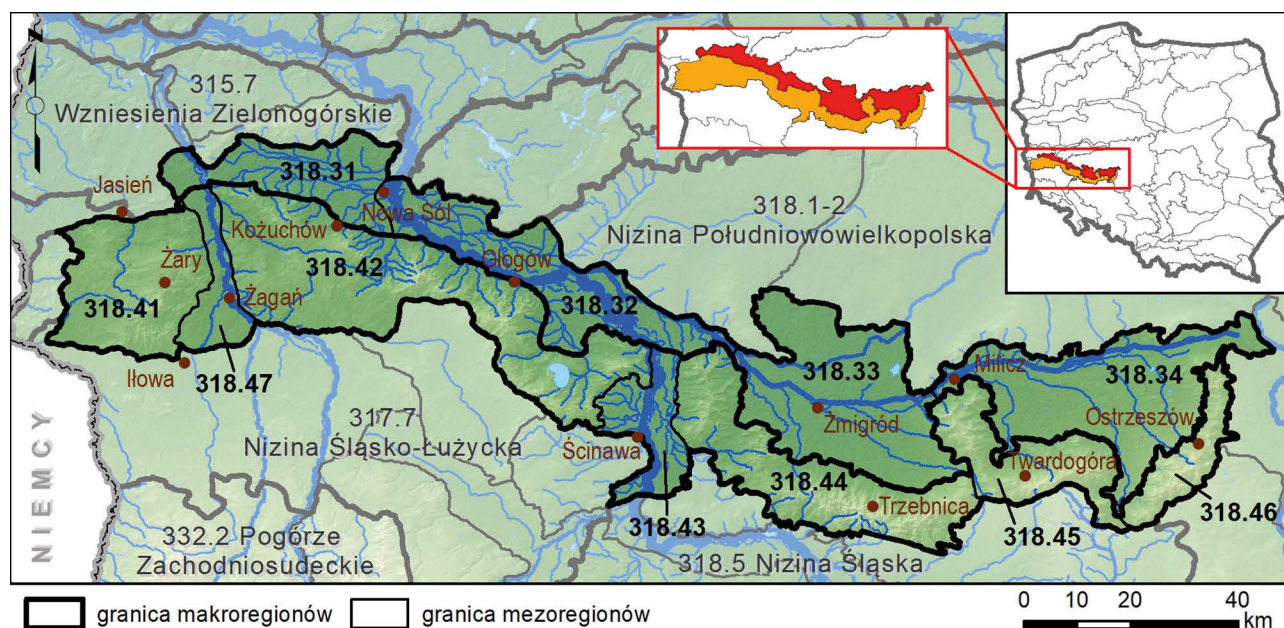 N
315.7
Wzniesienia Zielonogórskie
Jasień
318.31
Nowa Sól
Kożuchów
318.1-2
Nizina Południowowielkopolska
318.42
Głogów
Żary
318.41
Żagań
318.32
Iłowa
318.47
318.33
Milicz
318.34
Żmigród
Ostrzeszów
317.7
Nizina Śląsko-Łużycka
Ścinawa
318.44
Twardogóra
Trzebnica
318.43
318.45
318.46
NIEMCY
332.2 Pogórze
Zachodniosudeckie
318.5 Nizina Śląska
granica makroregionów
granica mezoregionów
0 10 20 40
km